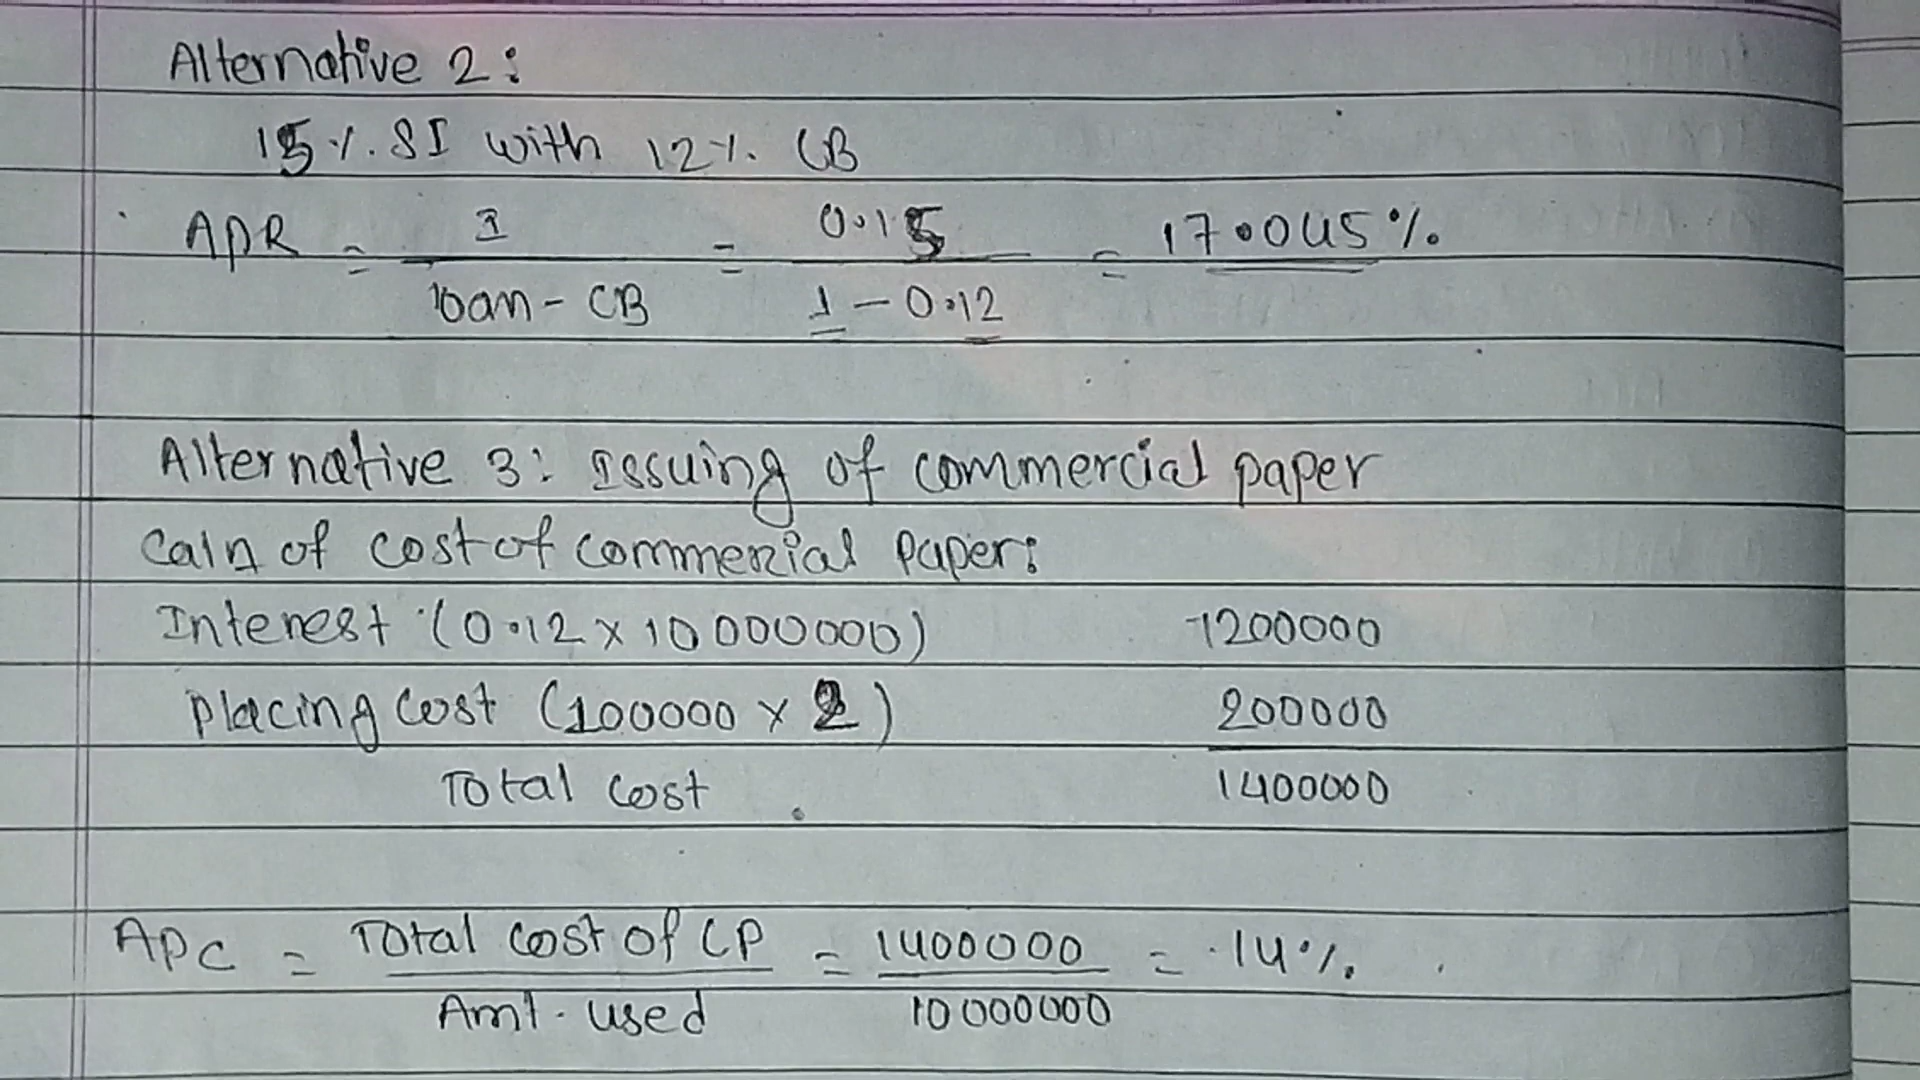 Alternative 2:
15%. SI with 12%. CB
APR = I / loan - CB = 0.15 / 1 - 0.12 = 17.045%.
Alternative 3: Issuing of commercial paper
Caln of cost of commercial paper:
Interest (0.12 x 10000000) 1200000
placing cost (100000 x 2) 200000
Total cost 1400000
APC = Total cost of CP / Amt. used = 1400000 / 10000000 = 14%.